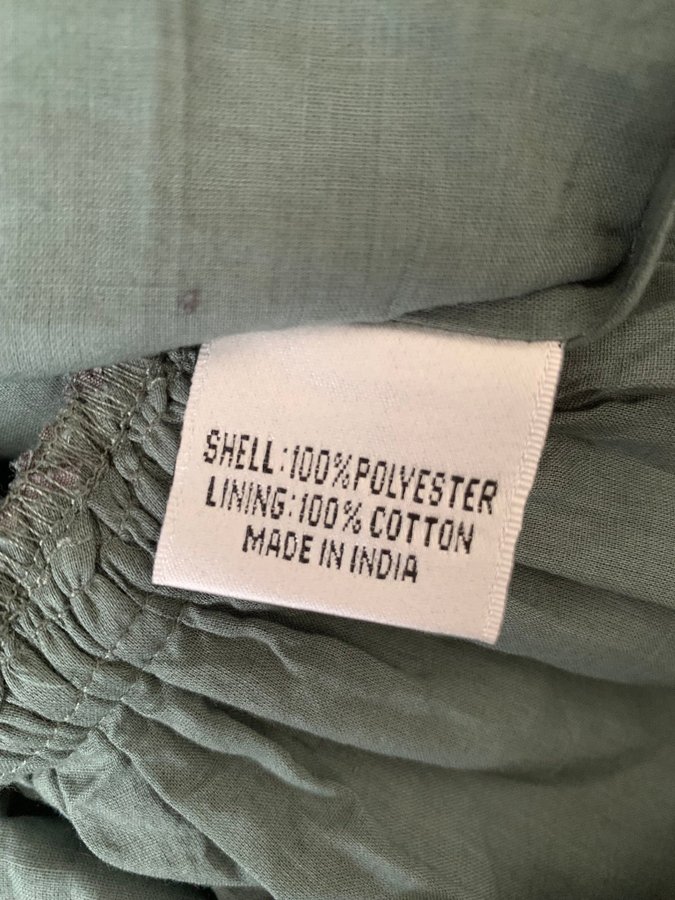 SHELL:100%POLYESTER
LINING:100% COTTON
MADE IN INDIA